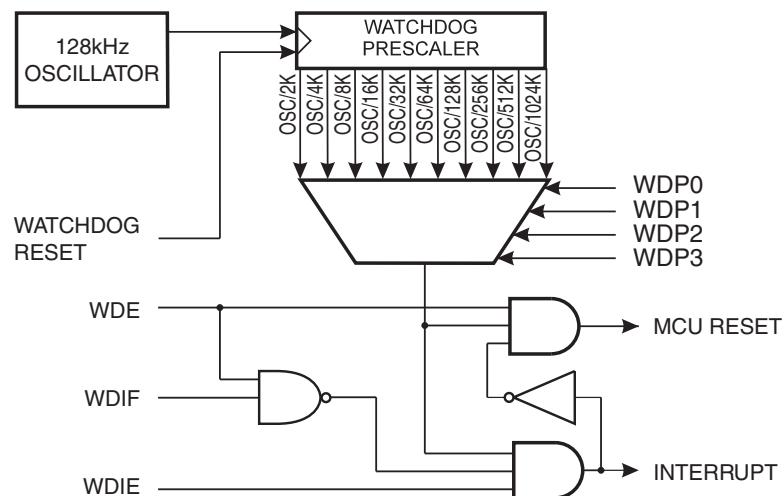 128kHz
OSCILLATOR
WATCHDOG
PRESCALER
OSC/2K
OSC/4K
OSC/8K
OSC/16K
OSC/32K
OSC/64K
OSC/128K
OSC/256K
OSC/512K
OSC/1024K
WDP0
WDP1
WDP2
WDP3
WATCHDOG
RESET
WDE
MCU RESET
WDIF
WDIE
INTERRUPT